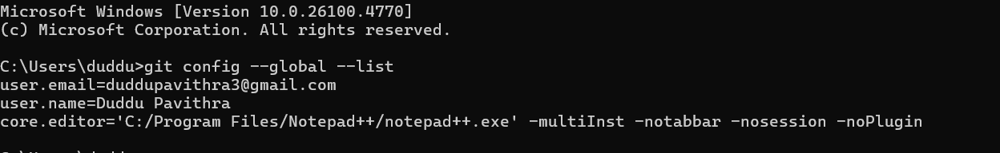 Microsoft Windows [Version 10.0.26100.4770]
(c) Microsoft Corporation. All rights reserved.
C:\Users\duddu>git config --global --list
user.email=duddupavithra3@gmail.com
user.name=Duddu Pavithra
core.editor='C:/Program Files/Notepad++/notepad++.exe' -multiInst -notabbar -nosession -noPlugin